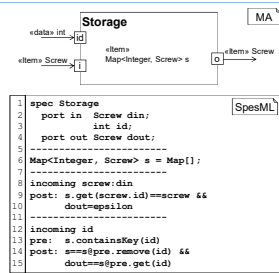 Storage
MA
«data» int
id
«Item»
Map<Integer, Screw> s
«Item» Screw
i
o
«Item» Screw
SpesML
1 spec Storage
2 port in Screw din;
3 int id;
4 port out Screw dout;
5 ------------------------
6 Map<Integer, Screw> s = Map[];
7 ------------------------
8 incoming screw:din
9 post: s.get(screw.id)==screw &&
10 dout=epsilon
11 ------------------------
12 incoming id
13 pre: s.containsKey(id)
14 post: s==s@pre.remove(id) &&
15 dout==s@pre.get(id)